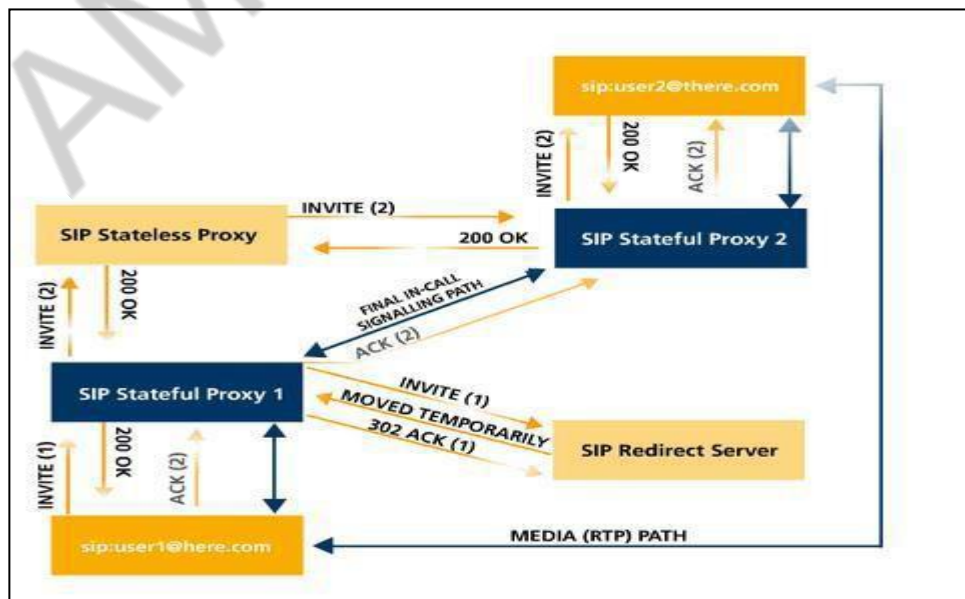 AM
sip:user2@there.com
INVITE (2)
200 OK
ACK (2)
INVITE (2)
SIP Stateless Proxy
200 OK
SIP Stateful Proxy 2
INVITE (2)
200 OK
FINAL IN-CALL
SIGNALLING PATH
ACK (2)
SIP Stateful Proxy 1
INVITE (1)
MOVED TEMPORARILY
302 ACK (1)
SIP Redirect Server
INVITE (1)
200 OK
ACK (2)
sip:user1@here.com
MEDIA (RTP) PATH